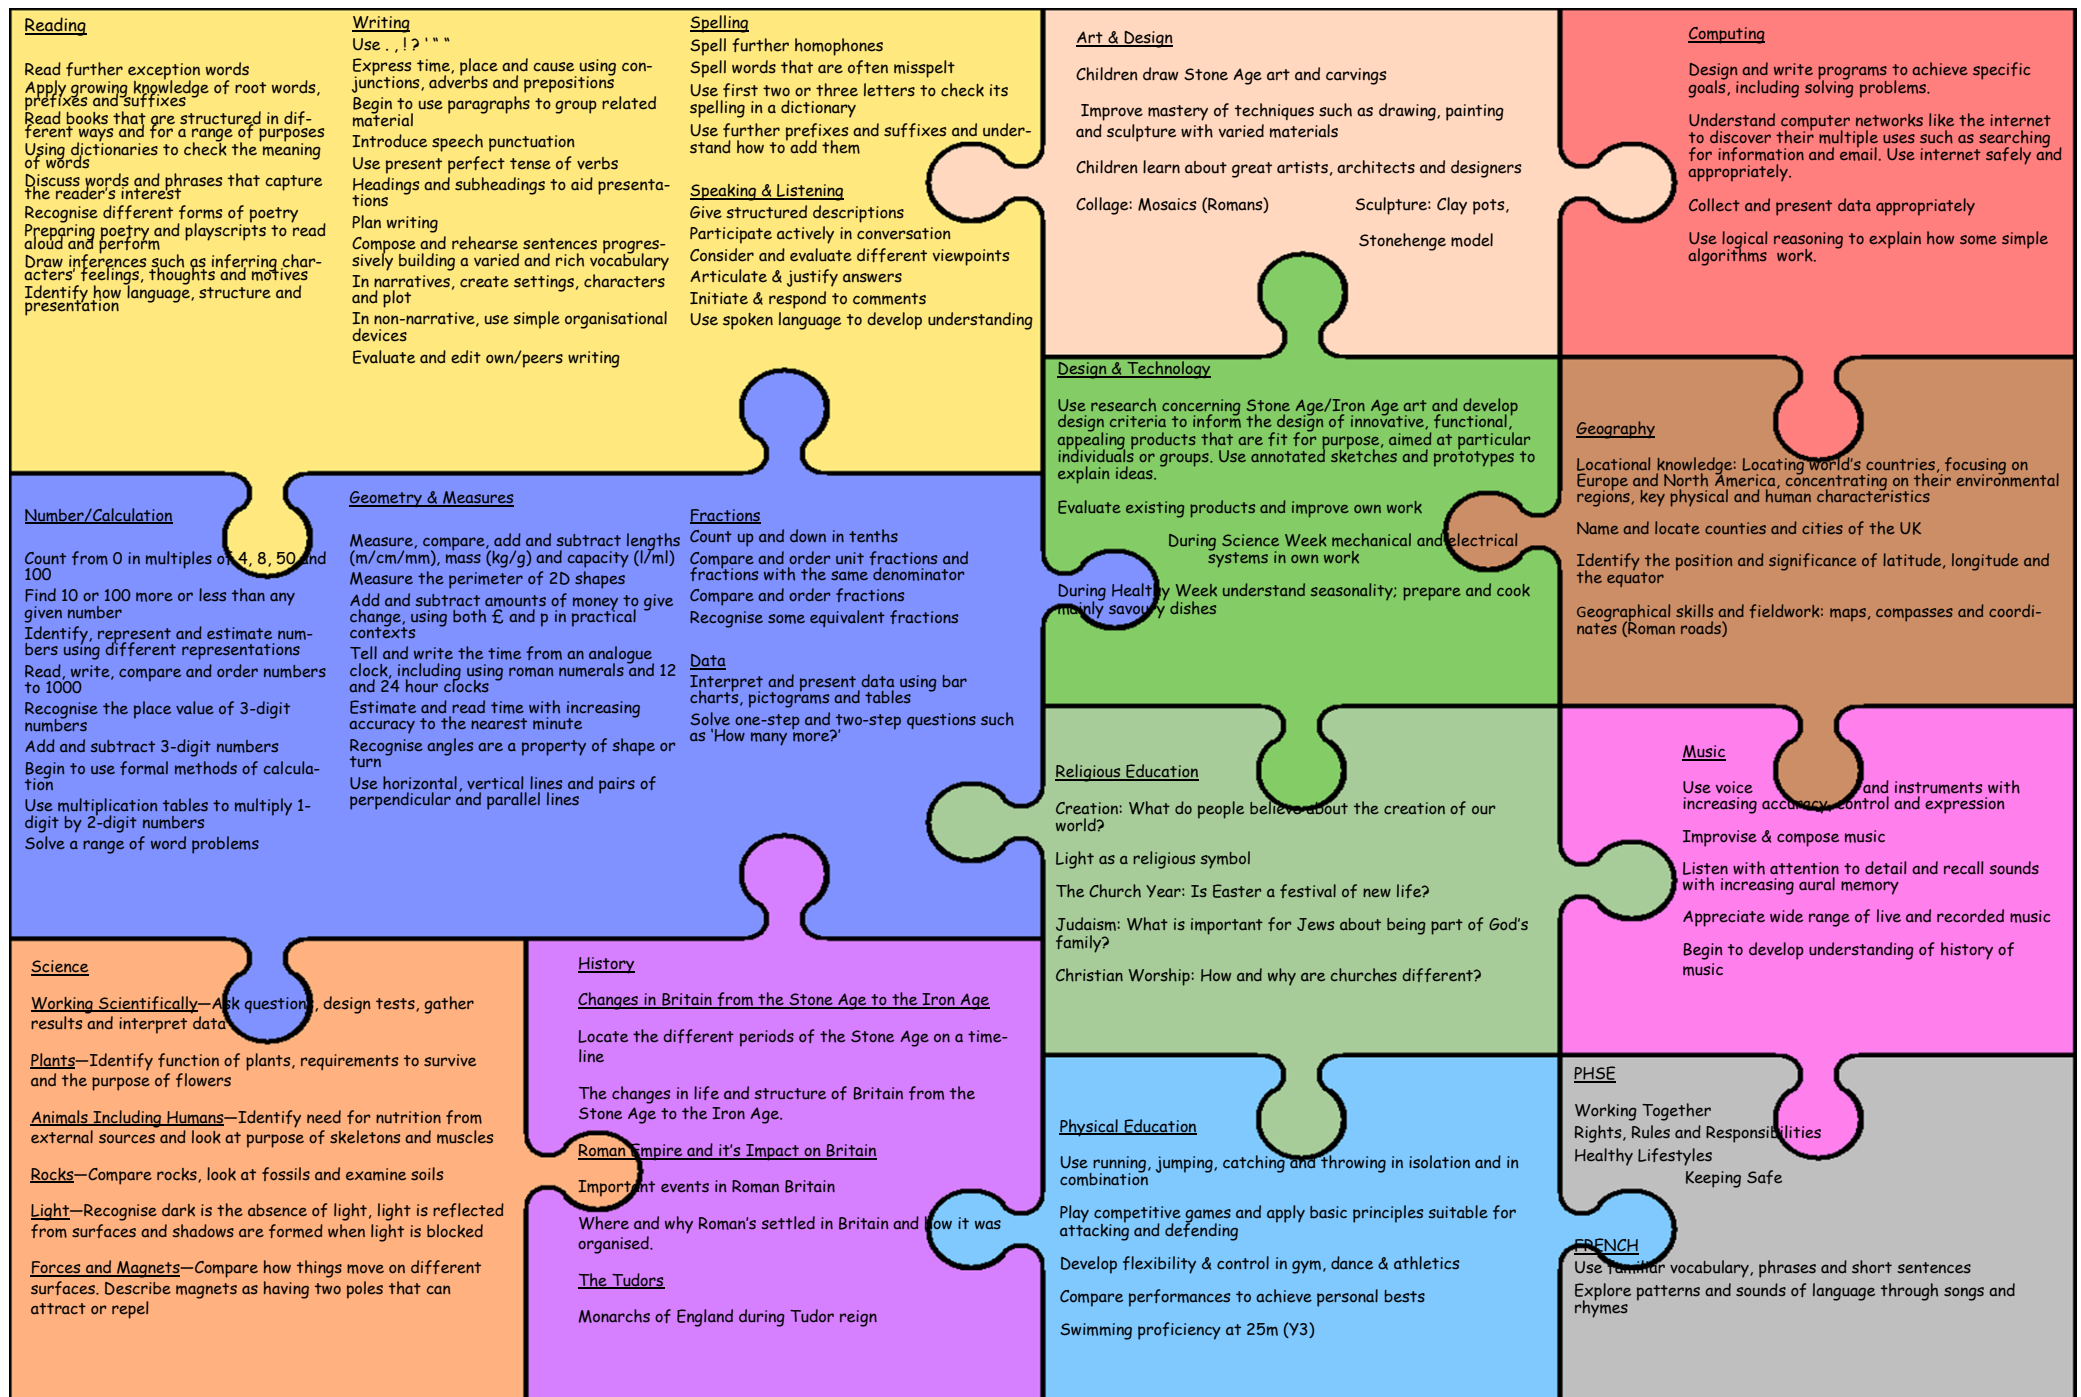 Reading
Read further exception words
Apply growing knowledge of root words,
prefixes and suffixes
Read books that are structured in dif-
ferent ways and for a range of purposes
Using dictionaries to check the meaning
of words
Discuss words and phrases that capture
the reader's interest
Recognise different forms of poetry
Preparing poetry and playscripts to read
aloud and perform
Draw inferences such as inferring char-
acters' feelings, thoughts and motives
Identify how language, structure and
presentation
Writing
Use . , ! ? ' " "
Express time, place and cause using con-
junctions, adverbs and prepositions
Begin to use paragraphs to group related
material
Introduce speech punctuation
Use present perfect tense of verbs
Headings and subheadings to aid presenta-
tions
Plan writing
Compose and rehearse sentences progres-
sively building a varied and rich vocabulary
In narratives, create settings, characters
and plot
In non-narrative, use simple organisational
devices
Evaluate and edit own/peers writing
Spelling
Spell further homophones
Spell words that are often misspelt
Use first two or three letters to check its
spelling in a dictionary
Use further prefixes and suffixes and under-
stand how to add them
Speaking & Listening
Give structured descriptions
Participate actively in conversation
Consider and evaluate different viewpoints
Articulate & justify answers
Initiate & respond to comments
Use spoken language to develop understanding
Art & Design
Children draw Stone Age art and carvings
Improve mastery of techniques such as drawing, painting
and sculpture with varied materials
Children learn about great artists, architects and designers
Collage: Mosaics (Romans) Sculpture: Clay pots,
Stonehenge model
Computing
Design and write programs to achieve specific
goals, including solving problems.
Understand computer networks like the internet
to discover their multiple uses such as searching
for information and email. Use internet safely and
appropriately.
Collect and present data appropriately
Use logical reasoning to explain how some simple
algorithms work.
Number/Calculation
Count from 0 in multiples of 4, 8, 50 and
100
Find 10 or 100 more or less than any
given number
Identify, represent and estimate num-
bers using different representations
Read, write, compare and order numbers
to 1000
Recognise the place value of 3-digit
numbers
Add and subtract 3-digit numbers
Begin to use formal methods of calcula-
tion
Use multiplication tables to multiply 1-
digit by 2-digit numbers
Solve a range of word problems
Geometry & Measures
Measure, compare, add and subtract lengths
(m/cm/mm), mass (kg/g) and capacity (l/ml)
Measure the perimeter of 2D shapes
Add and subtract amounts of money to give
change, using both £ and p in practical
contexts
Tell and write the time from an analogue
clock, including using roman numerals and 12
and 24 hour clocks
Estimate and read time with increasing
accuracy to the nearest minute
Recognise angles are a property of shape or
turn
Use horizontal, vertical lines and pairs of
perpendicular and parallel lines
Fractions
Count up and down in tenths
Compare and order unit fractions and
fractions with the same denominator
Compare and order fractions
Recognise some equivalent fractions
Data
Interpret and present data using bar
charts, pictograms and tables
Solve one-step and two-step questions such
as 'How many more?'
Design & Technology
Use research concerning Stone Age/Iron Age art and develop
design criteria to inform the design of innovative, functional,
appealing products that are fit for purpose, aimed at particular
individuals or groups. Use annotated sketches and prototypes to
explain ideas.
Evaluate existing products and improve own work
During Science Week mechanical and electrical
systems in own work
During Healthy Week understand seasonality; prepare and cook
mainly savoury dishes
Geography
Locational knowledge: Locating world's countries, focusing on
Europe and North America, concentrating on their environmental
regions, key physical and human characteristics
Name and locate counties and cities of the UK
Identify the position and significance of latitude, longitude and
the equator
Geographical skills and fieldwork: maps, compasses and coordi-
nates (Roman roads)
Religious Education
Creation: What do people believe about the creation of our
world?
Light as a religious symbol
The Church Year: Is Easter a festival of new life?
Judaism: What is important for Jews about being part of God's
family?
Christian Worship: How and why are churches different?
Music
Use voice and instruments with
increasing accuracy, control and expression
Improvise & compose music
Listen with attention to detail and recall sounds
with increasing aural memory
Appreciate wide range of live and recorded music
Begin to develop understanding of history of
music
Science
Working Scientifically—Ask questions, design tests, gather
results and interpret data
Plants—Identify function of plants, requirements to survive
and the purpose of flowers
Animals Including Humans—Identify need for nutrition from
external sources and look at purpose of skeletons and muscles
Rocks—Compare rocks, look at fossils and examine soils
Light—Recognise dark is the absence of light, light is reflected
from surfaces and shadows are formed when light is blocked
Forces and Magnets—Compare how things move on different
surfaces. Describe magnets as having two poles that can
attract or repel
History
Changes in Britain from the Stone Age to the Iron Age
Locate the different periods of the Stone Age on a time-
line
The changes in life and structure of Britain from the
Stone Age to the Iron Age.
Roman Empire and it's Impact on Britain
Important events in Roman Britain
Where and why Roman's settled in Britain and how it was
organised.
The Tudors
Monarchs of England during Tudor reign
Physical Education
Use running, jumping, catching and throwing in isolation and in
combination
Play competitive games and apply basic principles suitable for
attacking and defending
Develop flexibility & control in gym, dance & athletics
Compare performances to achieve personal bests
Swimming proficiency at 25m (Y3)
PHSE
Working Together
Rights, Rules and Responsibilities
Healthy Lifestyles
Keeping Safe
FRENCH
Use familiar vocabulary, phrases and short sentences
Explore patterns and sounds of language through songs and
rhymes